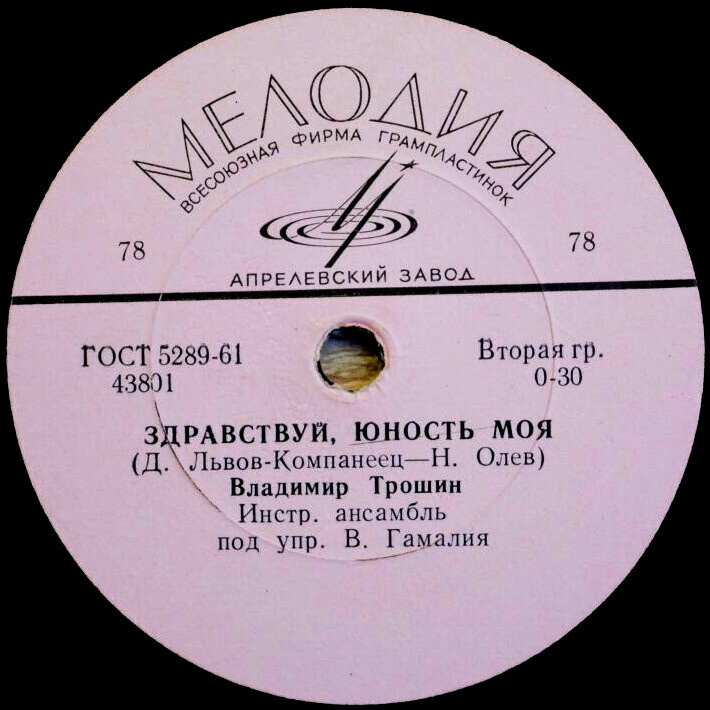 МЕЛОДИЯ
ВСЕСОЮЗНАЯ ФИРМА ГРАМПЛАСТИНОК
78
78
АПРЕЛЕВСКИЙ ЗАВОД
ГОСТ 5289-61
43801
Вторая гр.
0-30
ЗДРАВСТВУЙ, ЮНОСТЬ МОЯ
(Д. Львов-Компанеец—Н. Олев)
Владимир Трошин
Инстр. ансамбль
под упр. В. Гамалия